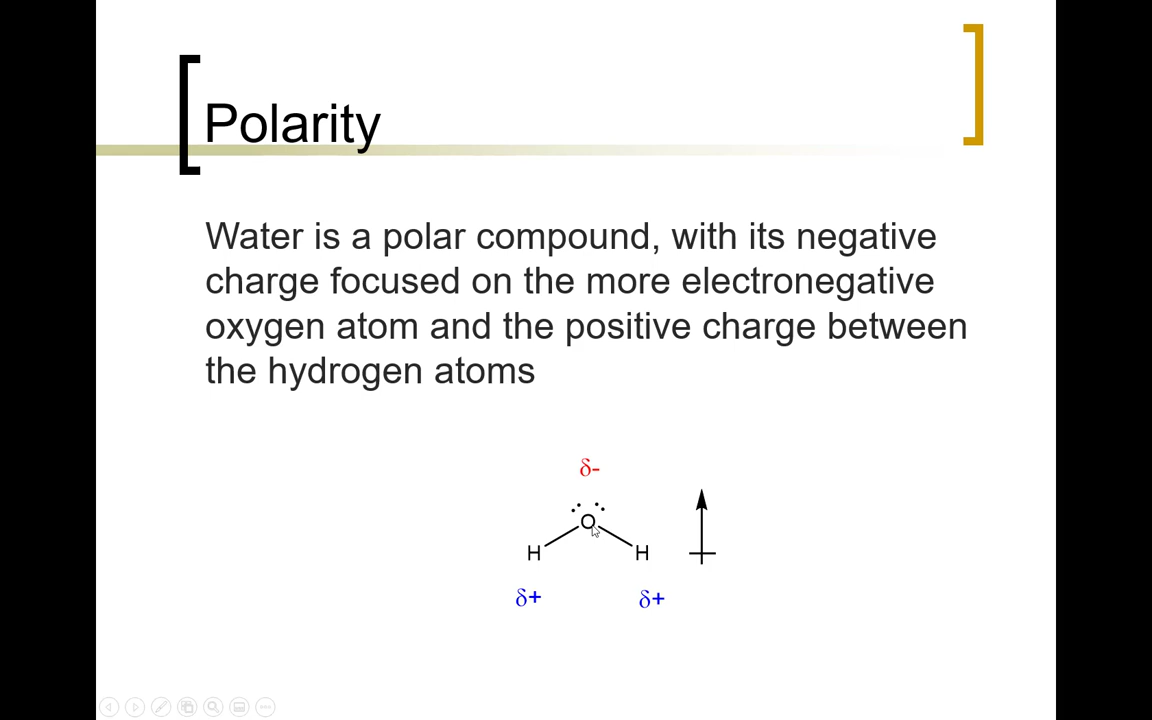 Polarity
Water is a polar compound, with its negative
charge focused on the more electronegative
oxygen atom and the positive charge between
the hydrogen atoms
δ-
O
H H
δ+ δ+